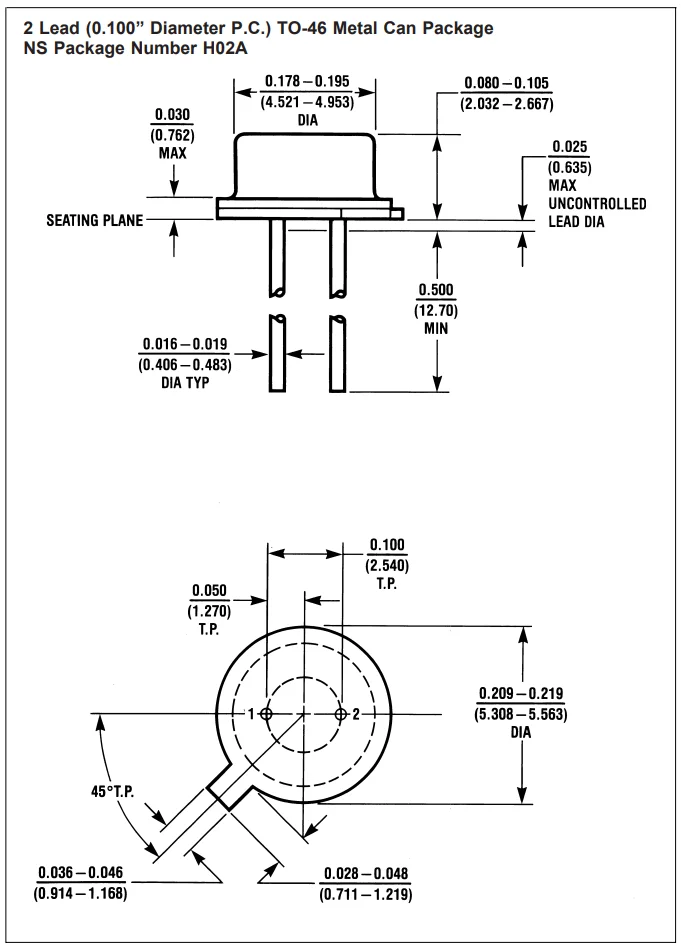 2 Lead (0.100” Diameter P.C.) TO-46 Metal Can Package
NS Package Number H02A
0.178 – 0.195
(4.521 – 4.953)
DIA
0.080 – 0.105
(2.032 – 2.667)
0.030
(0.762)
MAX
0.025
(0.635)
MAX
UNCONTROLLED
LEAD DIA
SEATING PLANE
0.500
(12.70)
MIN
0.016 – 0.019
(0.406 – 0.483)
DIA TYP
0.100
(2.540)
T.P.
0.050
(1.270)
T.P.
0.209 – 0.219
(5.308 – 5.563)
DIA
1
2
45° T.P.
0.036 – 0.046
(0.914 – 1.168)
0.028 – 0.048
(0.711 – 1.219)